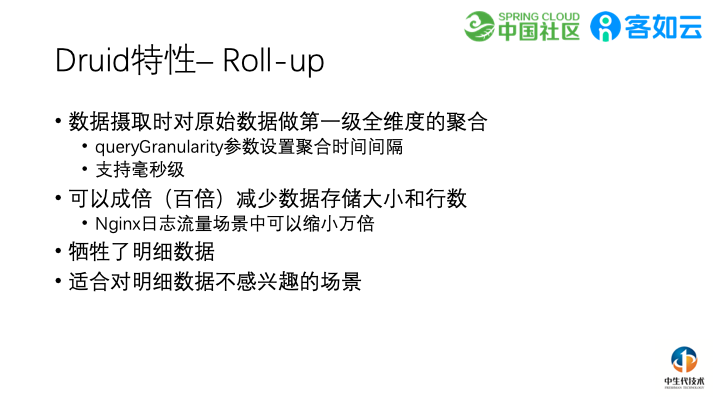 SPRING CLOUD
中国社区
客如云
Druid特性– Roll-up
• 数据摄取时对原始数据做第一级全维度的聚合
• queryGranularity参数设置聚合时间间隔
• 支持毫秒级
• 可以成倍（百倍）减少数据存储大小和行数
• Nginx日志流量场景中可以缩小万倍
• 牺牲了明细数据
• 适合对明细数据不感兴趣的场景
中生代技术